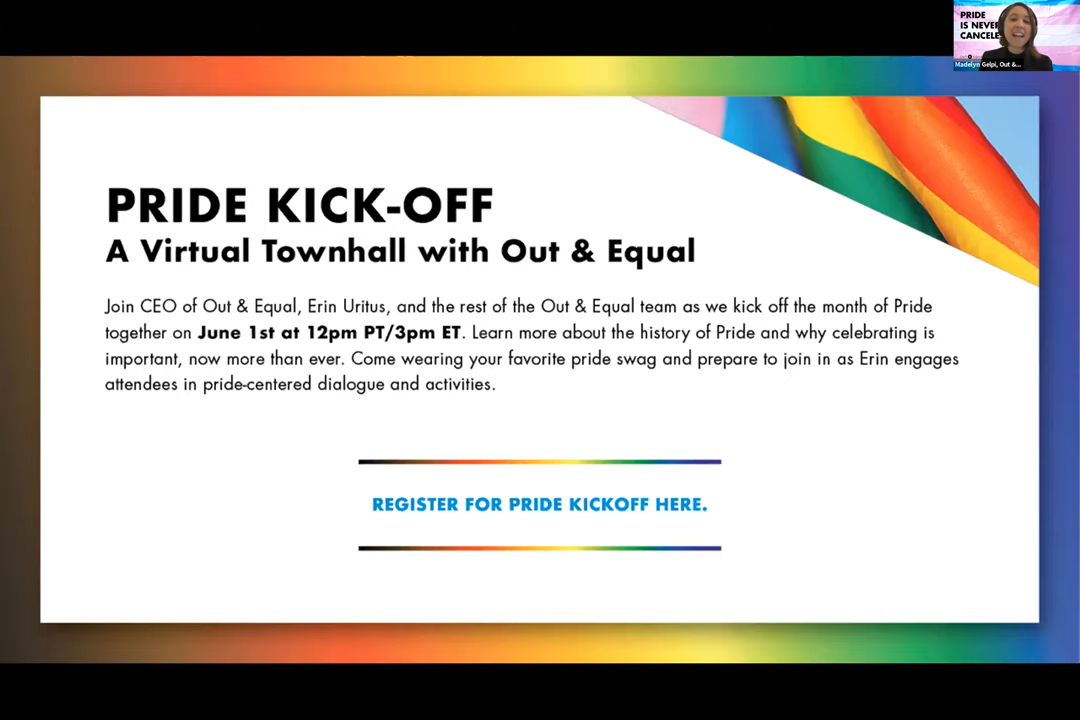 PRIDE
IS NEVER
CANCELE
Madelyn Gelpi, Out &...
PRIDE KICK-OFF
A Virtual Townhall with Out & Equal
Join CEO of Out & Equal, Erin Uritus, and the rest of the Out & Equal team as we kick off the month of Pride
together on June 1st at 12pm PT/3pm ET. Learn more about the history of Pride and why celebrating is
important, now more than ever. Come wearing your favorite pride swag and prepare to join in as Erin engages
attendees in pride-centered dialogue and activities.
REGISTER FOR PRIDE KICKOFF HERE.